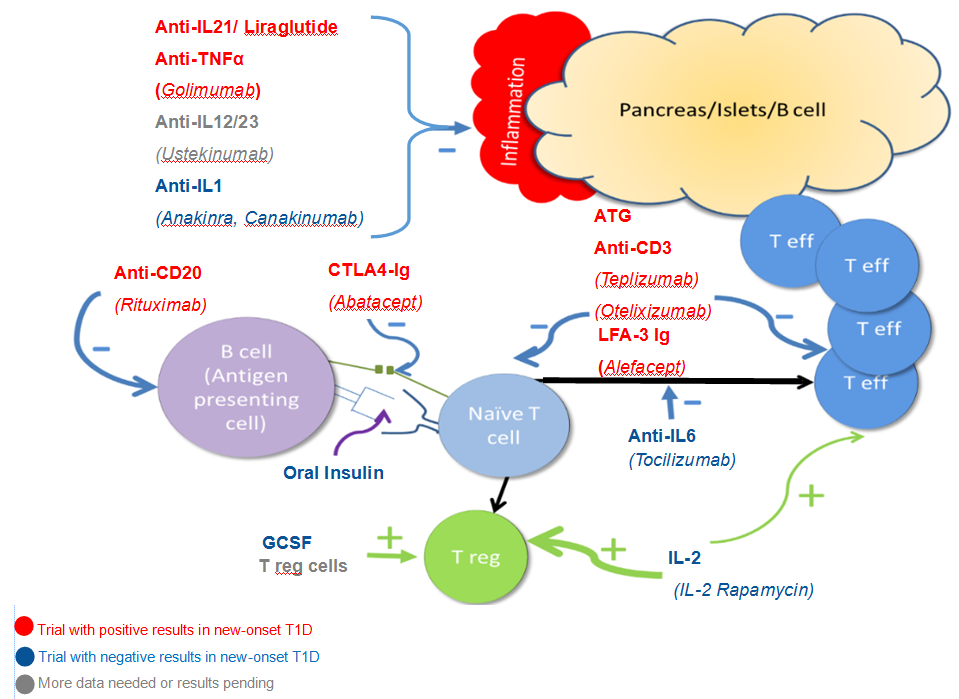 Anti-IL21/ Liraglutide
Anti-TNFα
(Golimumab)
Anti-IL12/23
(Ustekinumab)
Anti-IL1
(Anakinra, Canakinumab)
Inflammation
Pancreas/Islets/B cell
–
ATG
Anti-CD3
(Teplizumab)
(Otelixizumab)
LFA-3 Ig
(Alefacept)
T eff
T eff
T eff
T eff
Anti-CD20
(Rituximab)
CTLA4-Ig
(Abatacept)
–
–
–
–
B cell
(Antigen
presenting
cell)
Naïve T
cell
Oral Insulin
–
Anti-IL6
(Tocilizumab)
GCSF
T reg cells
+
T reg
+
+
IL-2
(IL-2 Rapamycin)
Trial with positive results in new-onset T1D
Trial with negative results in new-onset T1D
More data needed or results pending